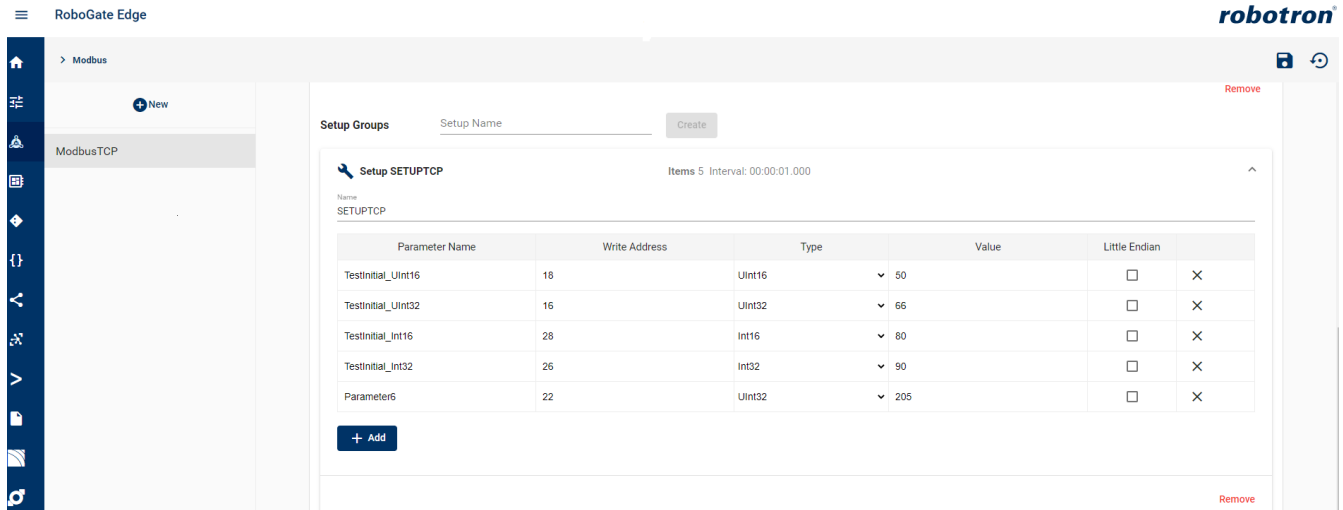 RoboGate Edge
robotron®
> Modbus
New
Remove
ModbusTCP
Setup Groups Setup Name Create
Setup SETUPTCP Items 5 Interval: 00:00:01.000
Name
SETUPTCP
Parameter Name Write Address Type Value Little Endian
TestInitial_UInt16 18 UInt16 50
TestInitial_UInt32 16 UInt32 66
TestInitial_Int16 28 Int16 80
TestInitial_Int32 26 Int32 90
Parameter6 22 UInt32 205
+ Add
Remove